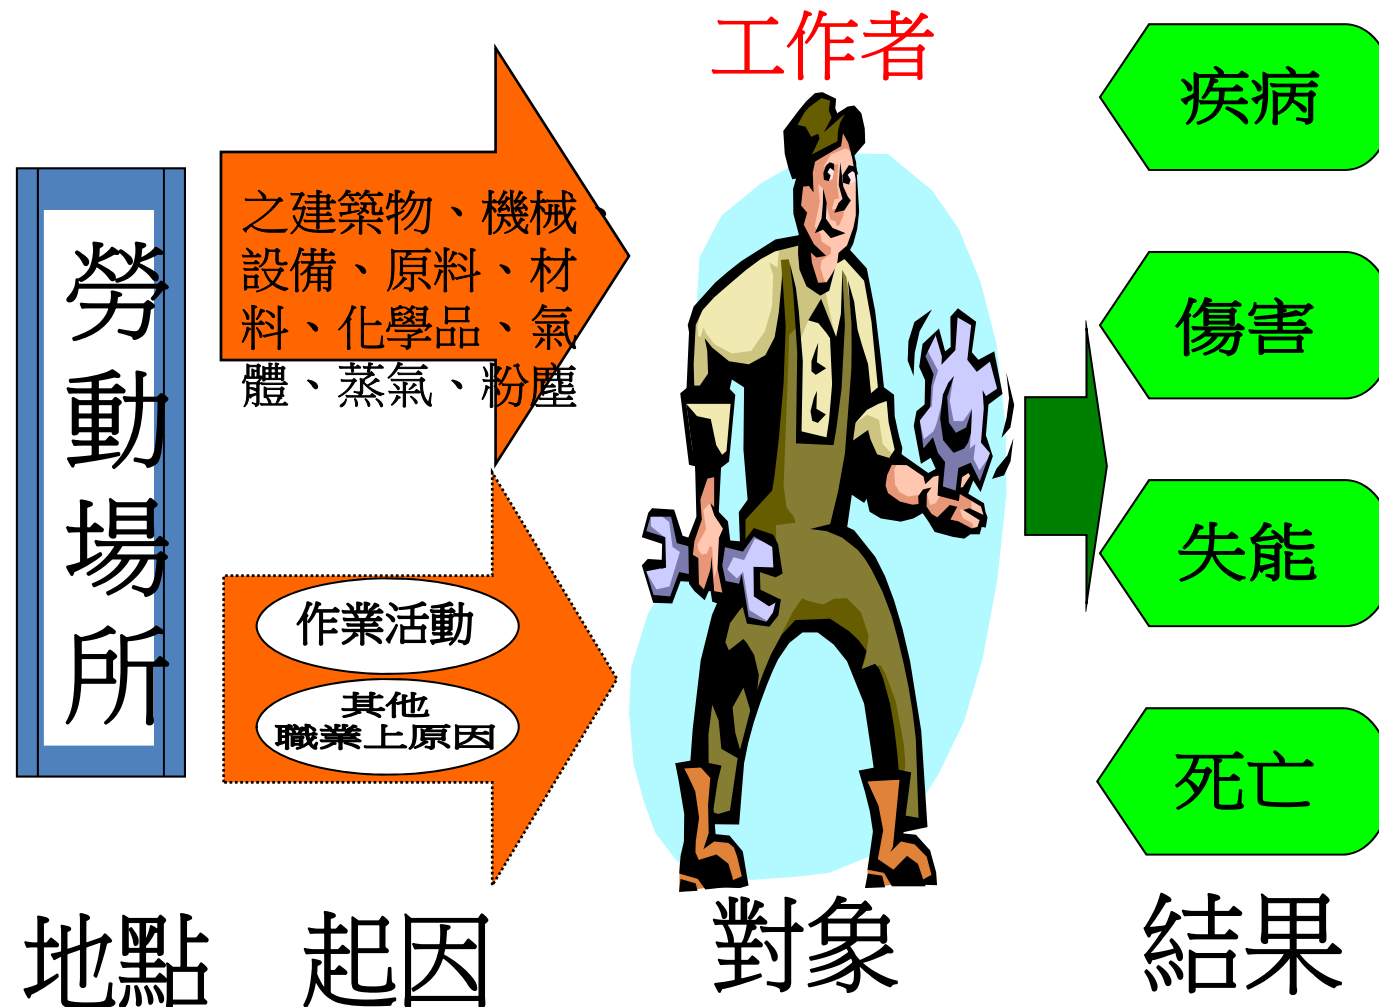 工作者
勞動場所
之建築物、機械、
設備、原料、材
料、化學品、氣
體、蒸氣、粉塵
作業活動
其他
職業上原因
疾病
傷害
失能
死亡
地點
起因
對象
結果